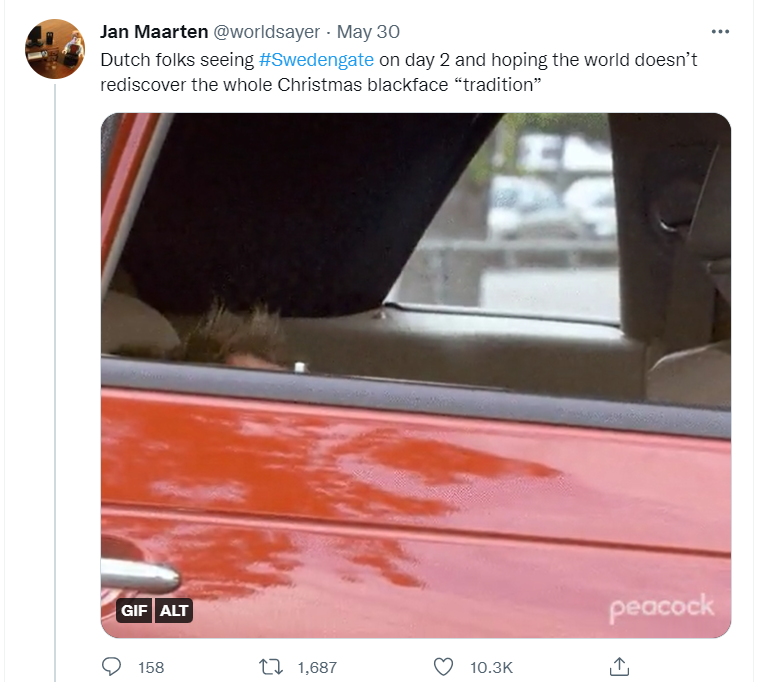 Jan Maarten @worldsayer · May 30
Dutch folks seeing #Swedengate on day 2 and hoping the world doesn’t
rediscover the whole Christmas blackface “tradition”
GIF ALT
peacock
158 1,687 10.3K